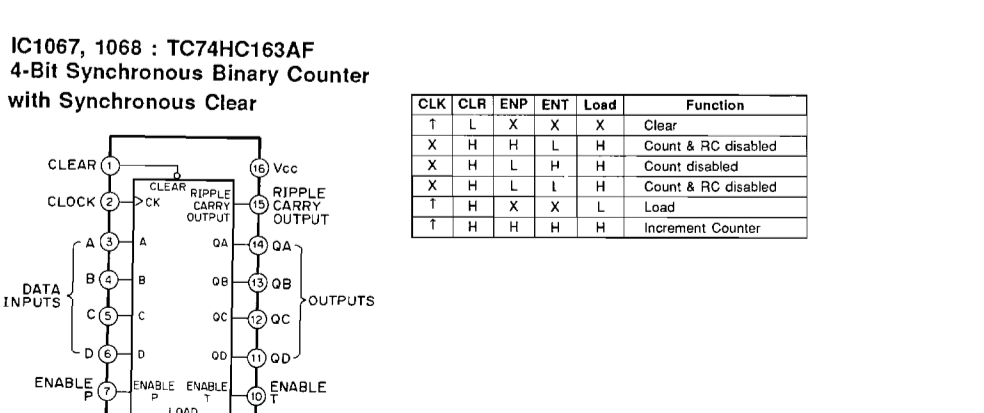 IC1067, 1068 : TC74HC163AF
4-Bit Synchronous Binary Counter
with Synchronous Clear
CLK CLR ENP ENT Load Function
↑ L X X X Clear
X H H L H Count & RC disabled
X H L H H Count disabled
X H L L H Count & RC disabled
↑ H X X L Load
↑ H H H H Increment Counter
CLEAR 1
16 Vcc
CLEAR
RIPPLE CARRY OUTPUT
15 RIPPLE CARRY OUTPUT
CLOCK 2 >CK
A 3 A
QA 14 QA
B 4 B
QB 13 QB
DATA INPUTS
OUTPUTS
C 5 C
QC 12 QC
D 6 D
QD 11 QD
ENABLE P 7
ENABLE P
ENABLE T
10 ENABLE T
LOAD